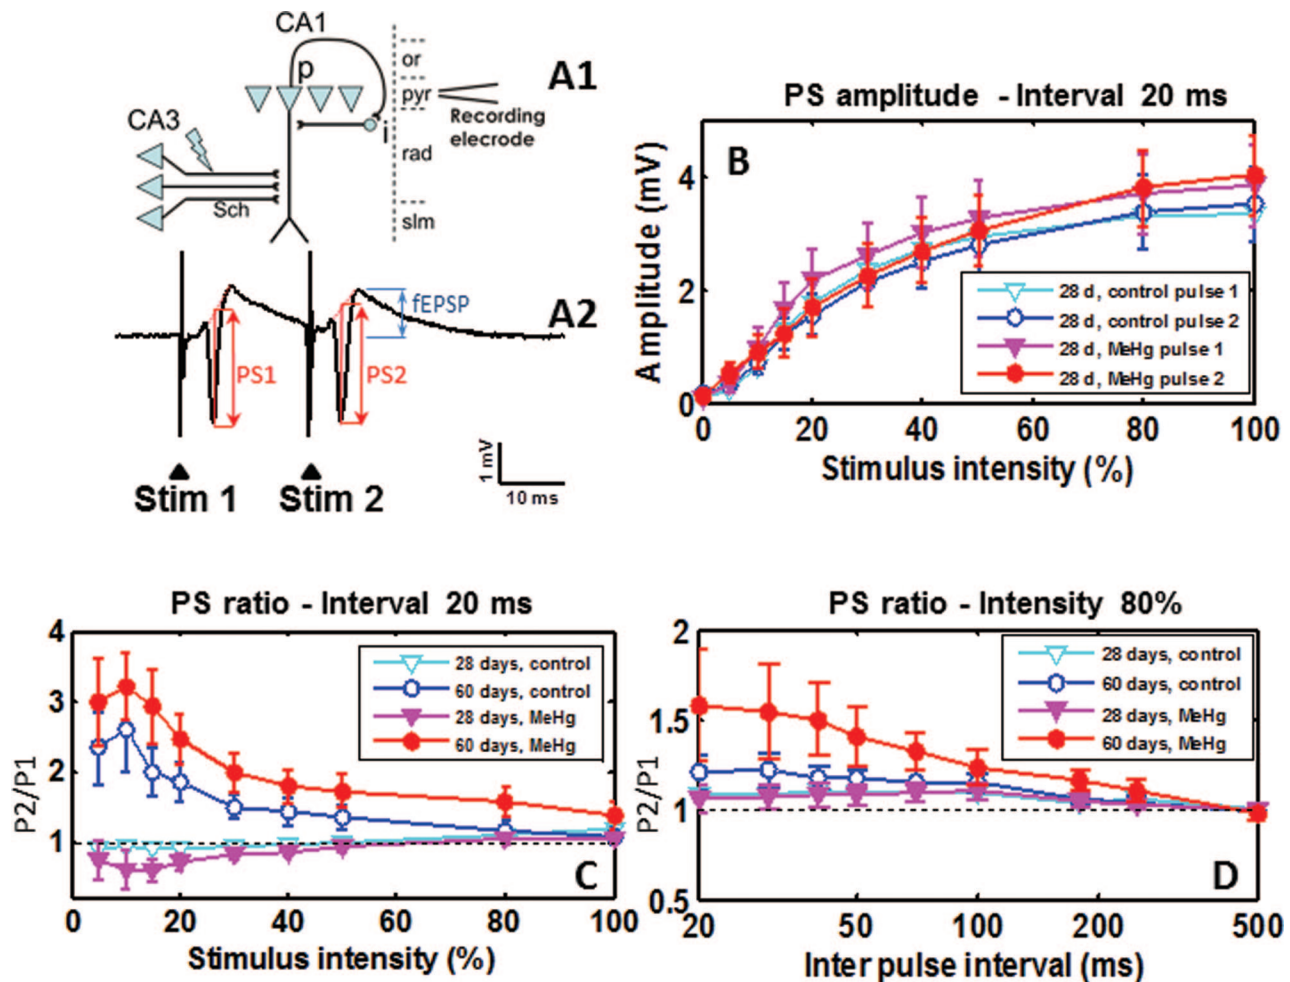 CA1
A1
or
p
pyr
Recording
elecrode
CA3
i
rad
Sch
slm
A2
fEPSP
PS1
PS2
Stim 1
Stim 2
1 mV
10 ms
PS amplitude - Interval 20 ms
B
Amplitude (mV)
4
2
0
28 d, control pulse 1
28 d, control pulse 2
28 d, MeHg pulse 1
28 d, MeHg pulse 2
0 20 40 60 80 100
Stimulus intensity (%)
PS ratio - Interval 20 ms
P2/P1
4
3
2
1
28 days, control
60 days, control
28 days, MeHg
60 days, MeHg
C
0 20 40 60 80 100
Stimulus intensity (%)
PS ratio - Intensity 80%
P2/P1
2
1.5
1
0.5
28 days, control
60 days, control
28 days, MeHg
60 days, MeHg
D
20 50 100 200 500
Inter pulse interval (ms)